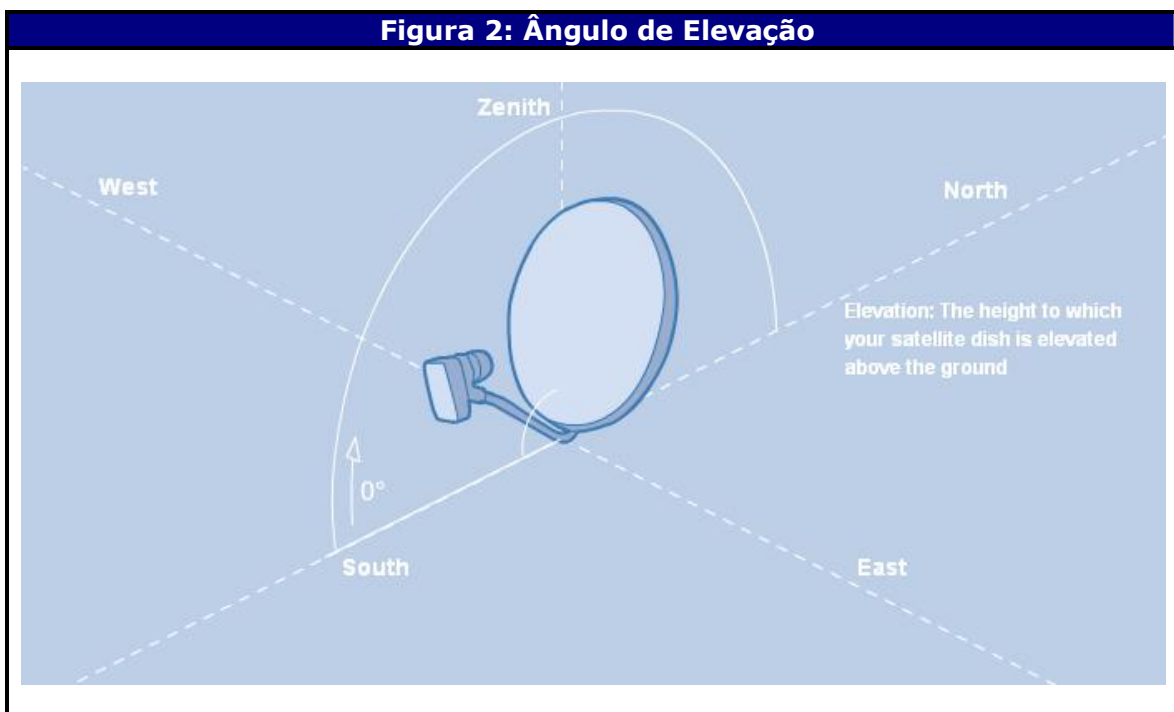 Figura 2: Ângulo de Elevação
Zenith
West
North
Elevation: The height to which
your satellite dish is elevated
above the ground
0°
South
East